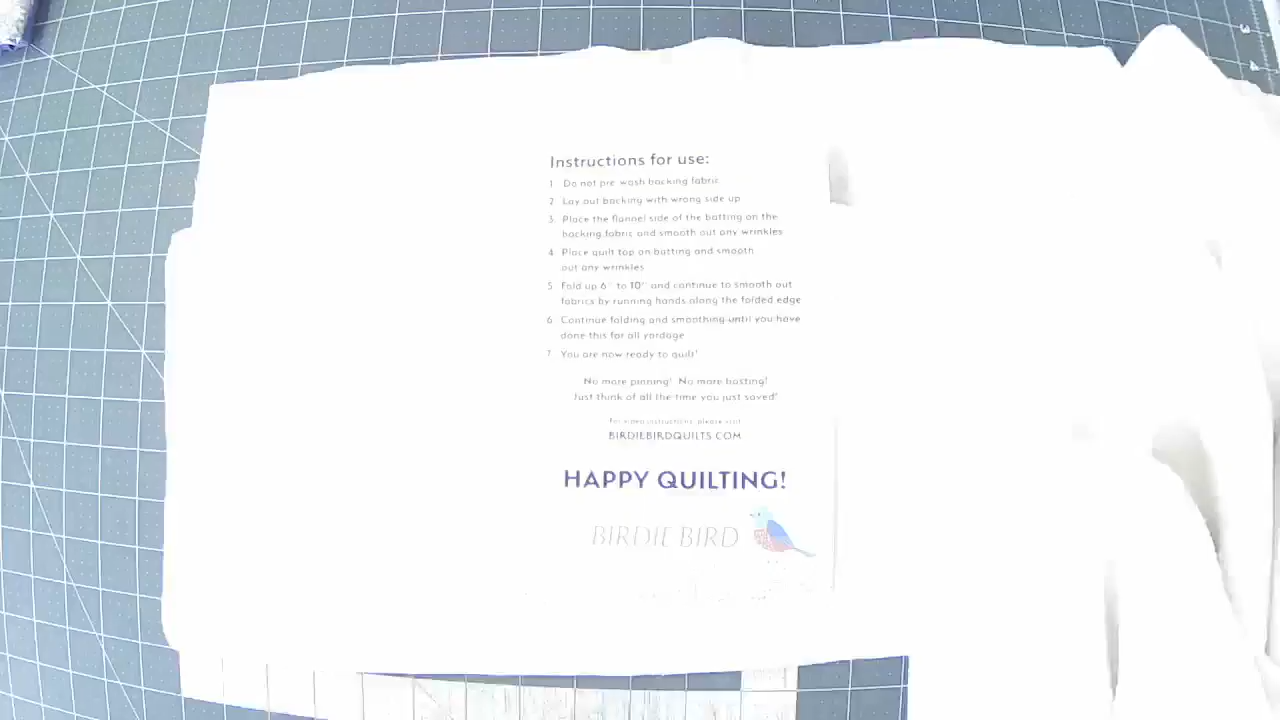 Instructions for use:
1 Do not pre wash backing fabric
2 Lay out backing with wrong side up
3 Place the flannel side of the batting on the
backing fabric and smooth out any wrinkles
4 Place quilt top on batting and smooth
out any wrinkles
5 Fold up 6" to 10" and continue to smooth out
fabrics by running hands along the folded edge
6 Continue folding and smoothing until you have
done this for all yardage
7 You are now ready to quilt!
No more pinning! No more basting!
Just think of all the time you just saved!
For video instructions, please visit
BIRDIEBIRDQUILTS.COM
HAPPY QUILTING!
BIRDIE BIRD